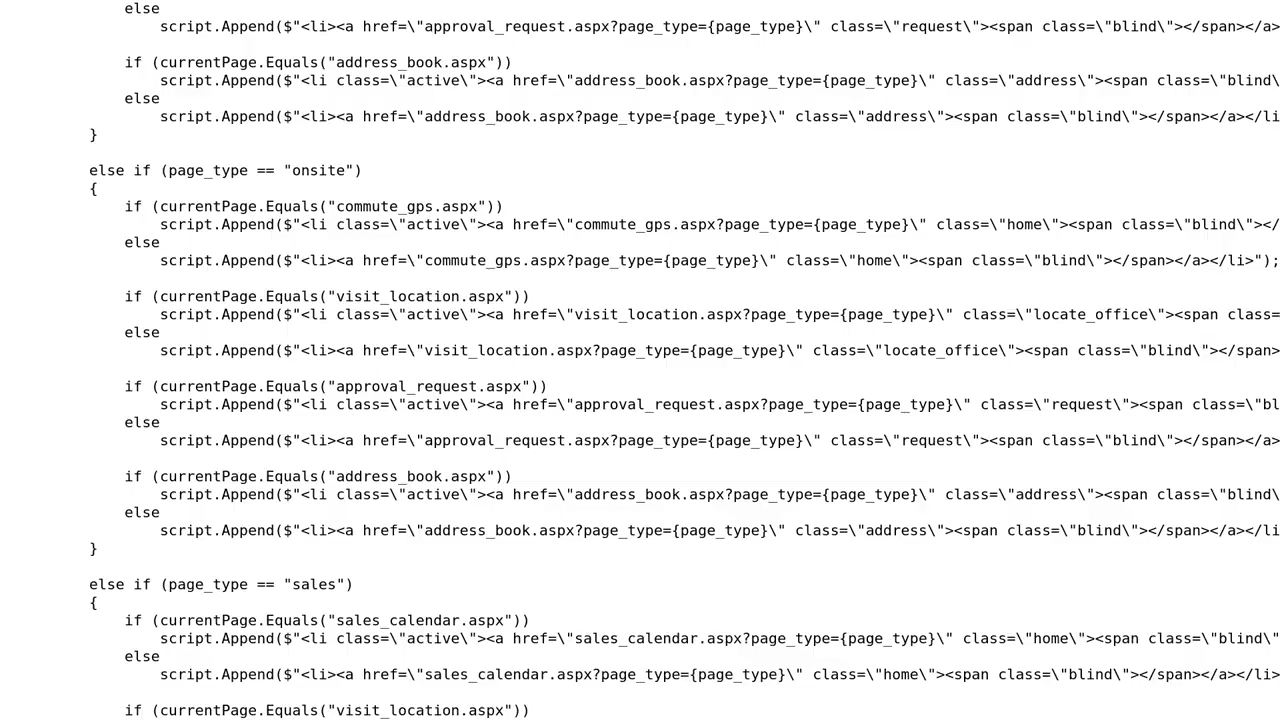 else
script.Append($"<li><a href=\"approval_request.aspx?page_type={page_type}\" class=\"request\"><span class=\"blind\"></span></a>
if (currentPage.Equals("address_book.aspx"))
script.Append($"<li class=\"active\"><a href=\"address_book.aspx?page_type={page_type}\" class=\"address\"><span class=\"blind\
else
script.Append($"<li><a href=\"address_book.aspx?page_type={page_type}\" class=\"address\"><span class=\"blind\"></span></a></li
}
else if (page_type == "onsite")
{
if (currentPage.Equals("commute_gps.aspx"))
script.Append($"<li class=\"active\"><a href=\"commute_gps.aspx?page_type={page_type}\" class=\"home\"><span class=\"blind\"></
else
script.Append($"<li><a href=\"commute_gps.aspx?page_type={page_type}\" class=\"home\"><span class=\"blind\"></span></a></li>");
if (currentPage.Equals("visit_location.aspx"))
script.Append($"<li class=\"active\"><a href=\"visit_location.aspx?page_type={page_type}\" class=\"locate_office\"><span class=
else
script.Append($"<li><a href=\"visit_location.aspx?page_type={page_type}\" class=\"locate_office\"><span class=\"blind\"></span>
if (currentPage.Equals("approval_request.aspx"))
script.Append($"<li class=\"active\"><a href=\"approval_request.aspx?page_type={page_type}\" class=\"request\"><span class=\"bl
else
script.Append($"<li><a href=\"approval_request.aspx?page_type={page_type}\" class=\"request\"><span class=\"blind\"></span></a>
if (currentPage.Equals("address_book.aspx"))
script.Append($"<li class=\"active\"><a href=\"address_book.aspx?page_type={page_type}\" class=\"address\"><span class=\"blind\
else
script.Append($"<li><a href=\"address_book.aspx?page_type={page_type}\" class=\"address\"><span class=\"blind\"></span></a></li
}
else if (page_type == "sales")
{
if (currentPage.Equals("sales_calendar.aspx"))
script.Append($"<li class=\"active\"><a href=\"sales_calendar.aspx?page_type={page_type}\" class=\"home\"><span class=\"blind\"
else
script.Append($"<li><a href=\"sales_calendar.aspx?page_type={page_type}\" class=\"home\"><span class=\"blind\"></span></a></li>
if (currentPage.Equals("visit_location.aspx"))